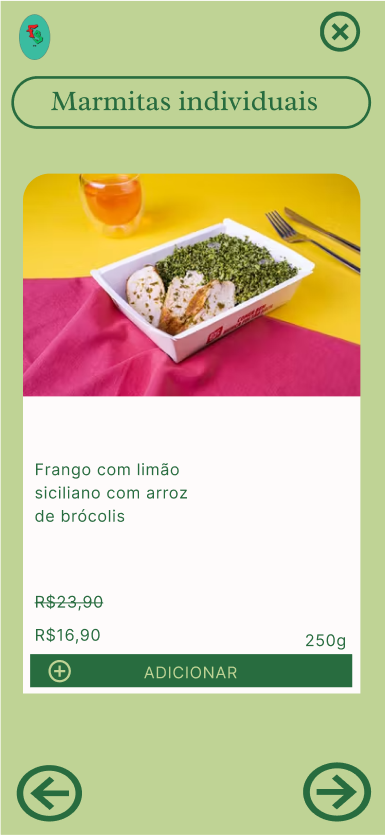 Marmitas individuais
Frango com limão
siciliano com arroz
de brócolis
R$23,90
R$16,90
250g
ADICIONAR